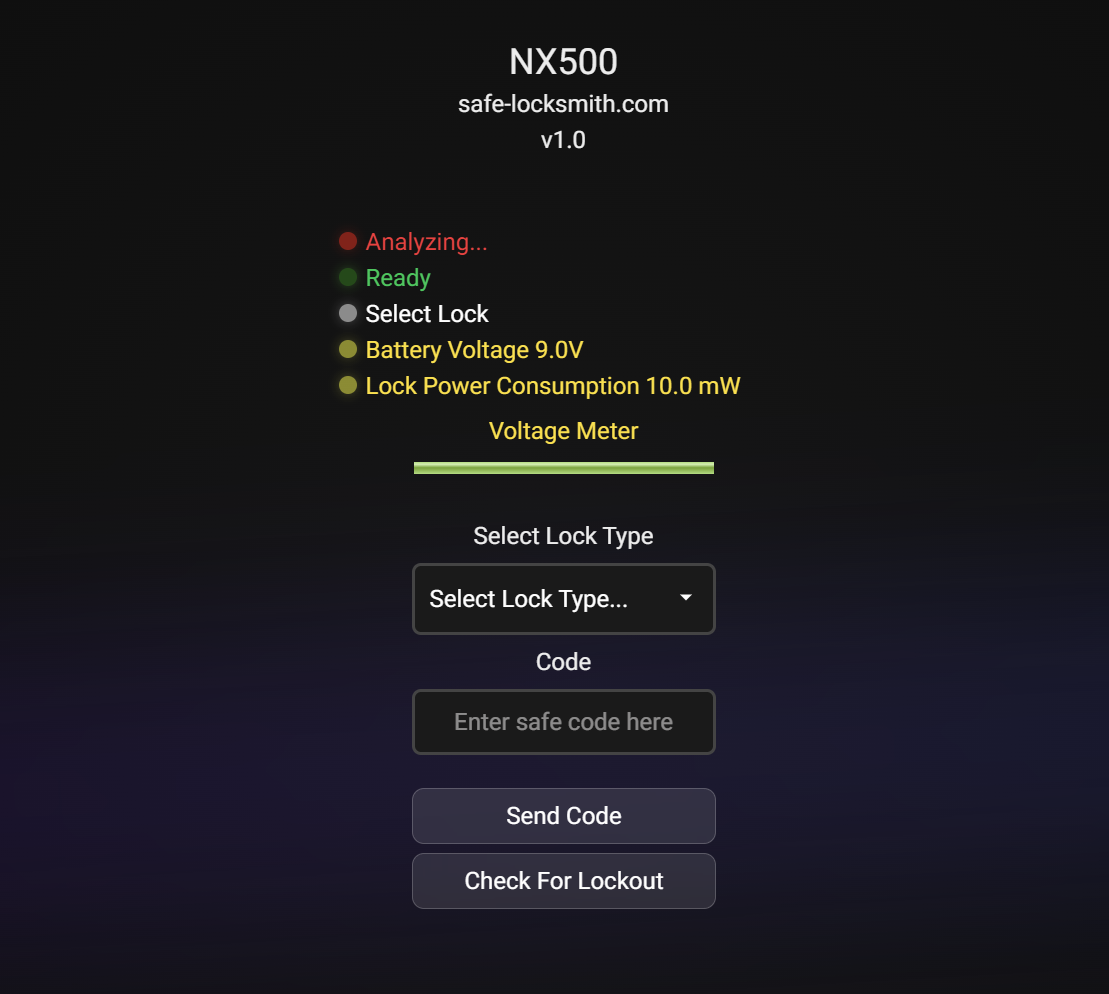 NX500
safe-locksmith.com
v1.0
Analyzing...
Ready
Select Lock
Battery Voltage 9.0V
Lock Power Consumption 10.0 mW
Voltage Meter
Select Lock Type
Select Lock Type...
Code
Enter safe code here
Send Code
Check For Lockout